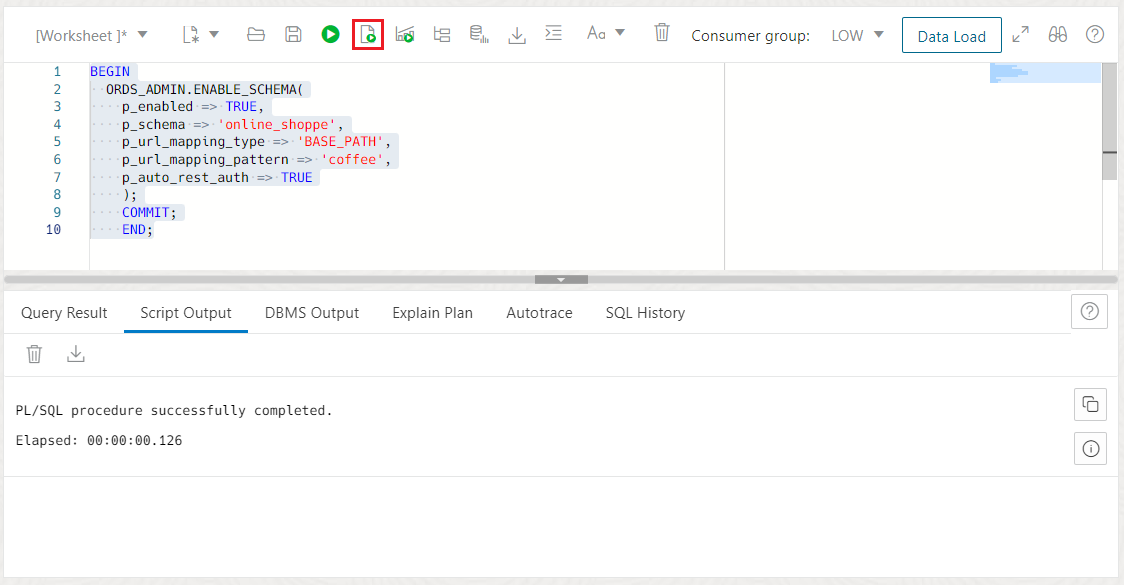 [Worksheet ]* Aa Consumer group: LOW Data Load
1 BEGIN
2 ORDS_ADMIN.ENABLE_SCHEMA(
3 p_enabled => TRUE,
4 p_schema => 'online_shoppe',
5 p_url_mapping_type => 'BASE_PATH',
6 p_url_mapping_pattern => 'coffee',
7 p_auto_rest_auth => TRUE
8 );
9 COMMIT;
10 END;
Query Result Script Output DBMS Output Explain Plan Autotrace SQL History
PL/SQL procedure successfully completed.
Elapsed: 00:00:00.126